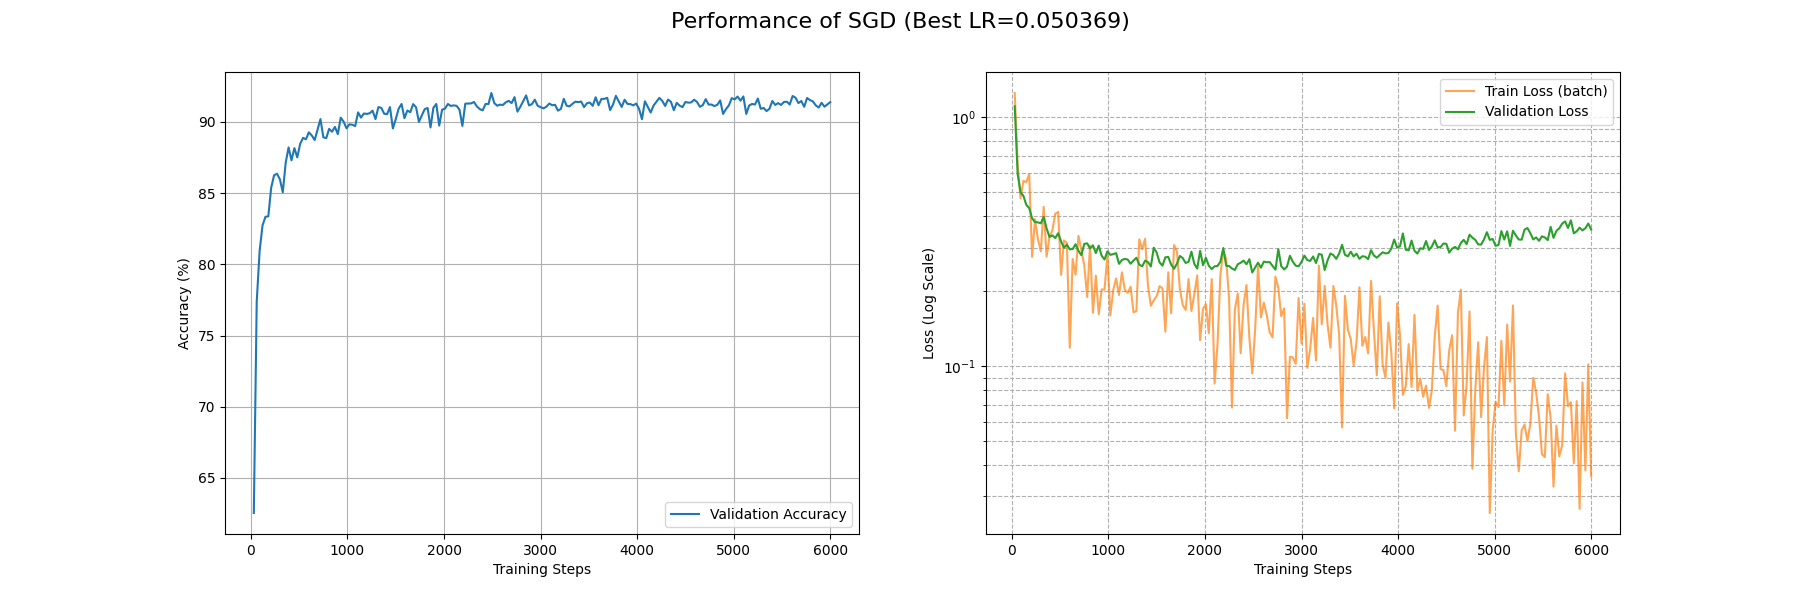 Performance of SGD (Best LR=0.050369)
Accuracy (%)
90
85
80
75
70
65
Validation Accuracy
0 1000 2000 3000 4000 5000 6000
Training Steps
Loss (Log Scale)
10⁰
10⁻¹
Train Loss (batch)
Validation Loss
0 1000 2000 3000 4000 5000 6000
Training Steps